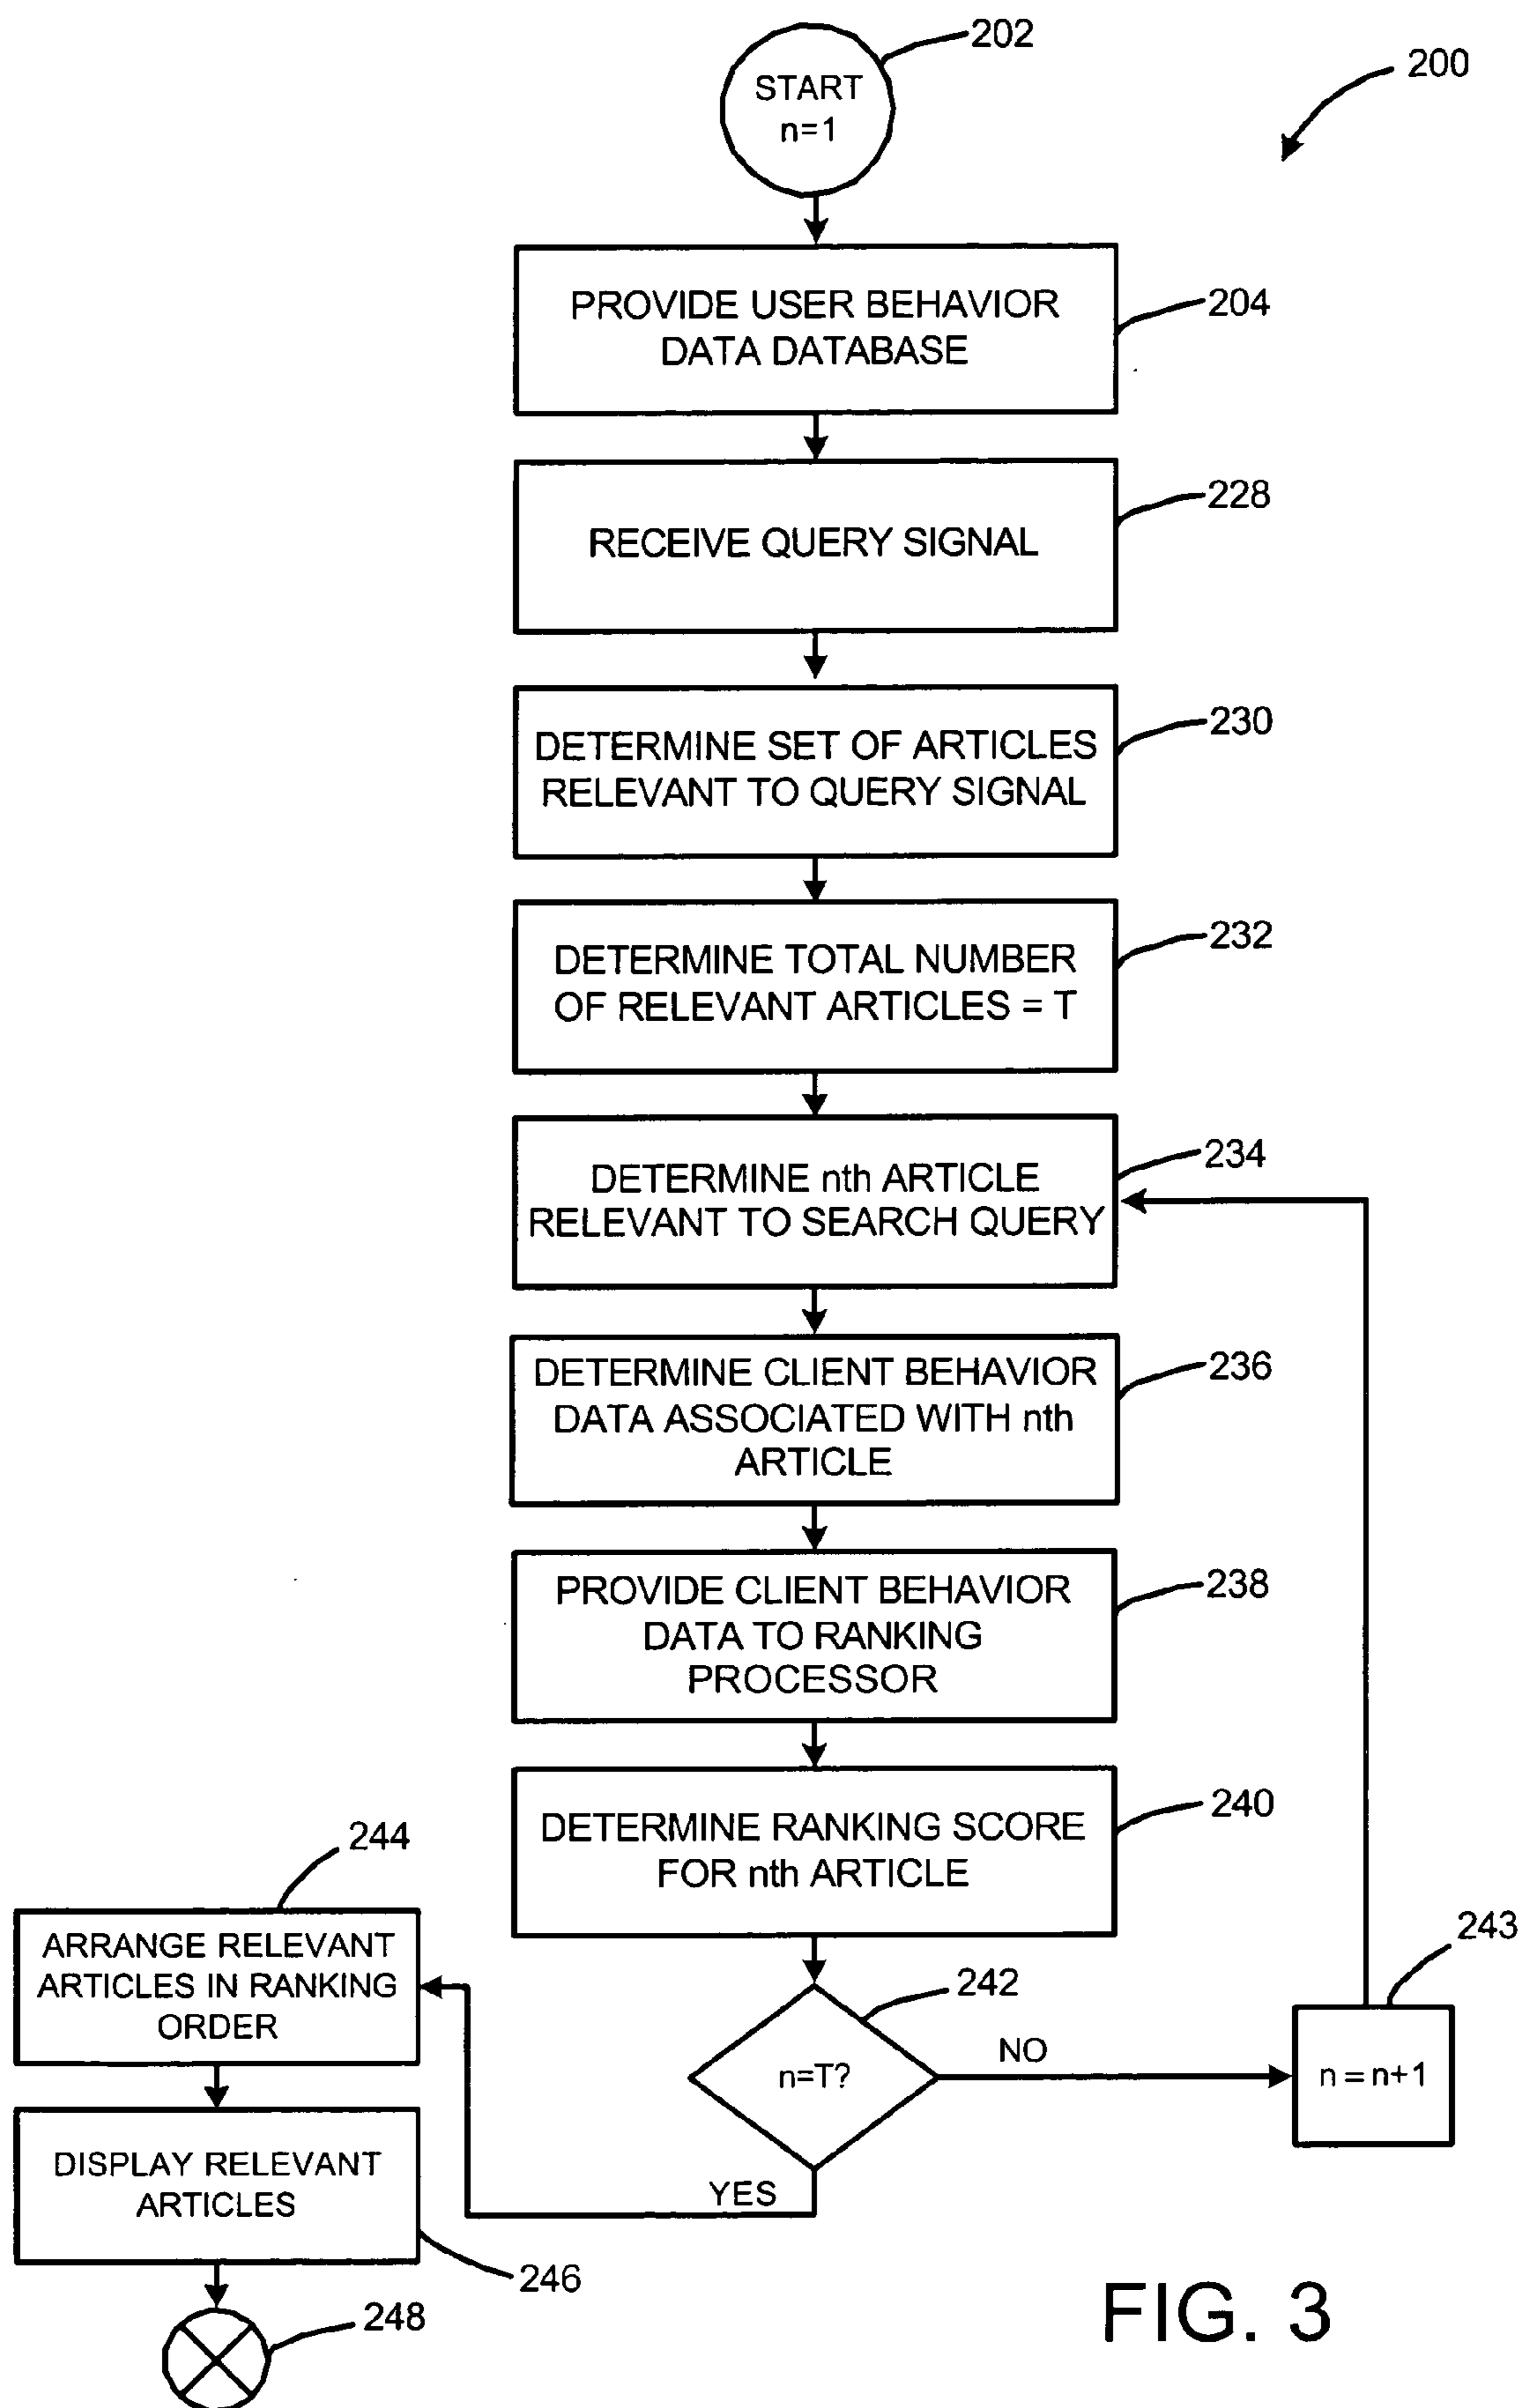 202
200
START
n=1
PROVIDE USER BEHAVIOR
DATA DATABASE
204
RECEIVE QUERY SIGNAL
228
DETERMINE SET OF ARTICLES
RELEVANT TO QUERY SIGNAL
230
DETERMINE TOTAL NUMBER
OF RELEVANT ARTICLES = T
232
DETERMINE nth ARTICLE
RELEVANT TO SEARCH QUERY
234
DETERMINE CLIENT BEHAVIOR
DATA ASSOCIATED WITH nth
ARTICLE
236
PROVIDE CLIENT BEHAVIOR
DATA TO RANKING
PROCESSOR
238
DETERMINE RANKING SCORE
FOR nth ARTICLE
240
n=T?
242
NO
n = n+1
243
YES
244
ARRANGE RELEVANT
ARTICLES IN RANKING
ORDER
DISPLAY RELEVANT
ARTICLES
246
248
FIG. 3